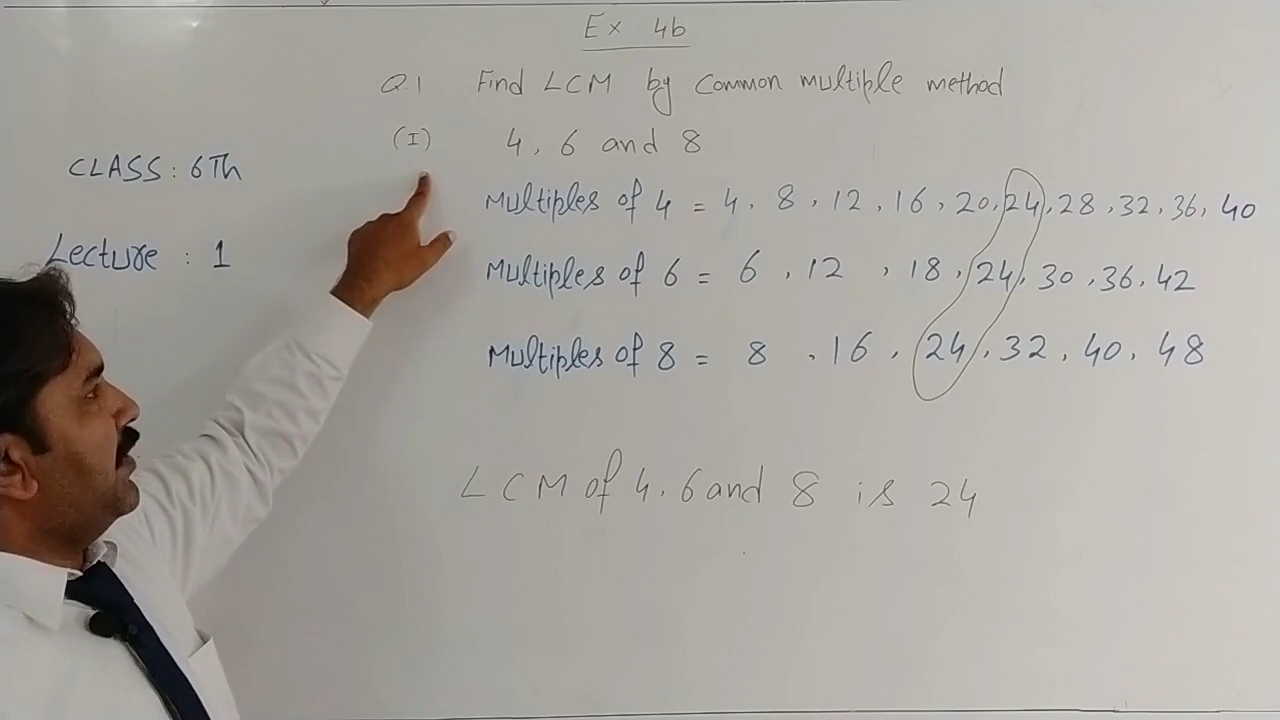 Ex 4b
Q.1 Find LCM by Common multiple method
(I) 4, 6 and 8
CLASS: 6Th
Multiples of 4 = 4, 8, 12, 16, 20, 24, 28, 32, 36, 40
Lecture : 1
Multiples of 6 = 6, 12, 18, 24, 30, 36, 42
Multiples of 8 = 8, 16, 24, 32, 40, 48
LCM of 4, 6 and 8 is 24